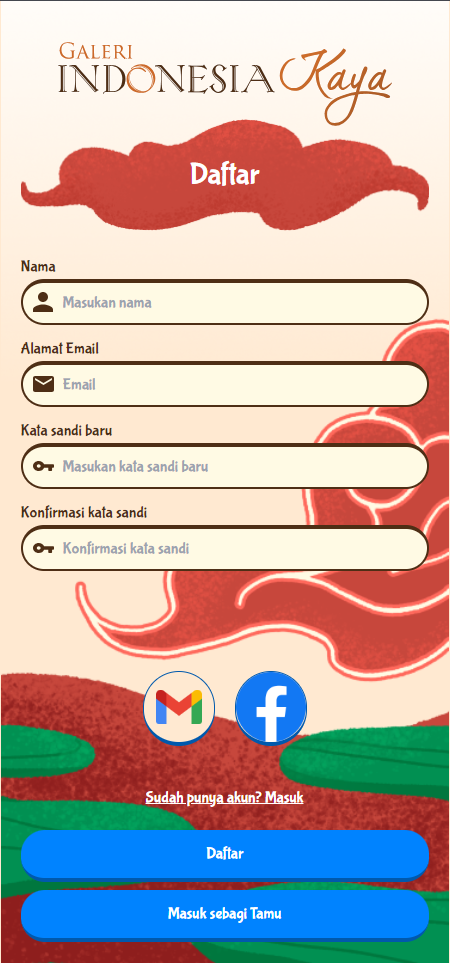 GALERI
INDONESIA Kaya
Daftar
Nama
Masukan nama
Alamat Email
Email
Kata sandi baru
Masukan kata sandi baru
Konfirmasi kata sandi
Konfirmasi kata sandi
Sudah punya akun? Masuk
Daftar
Masuk sebagi Tamu